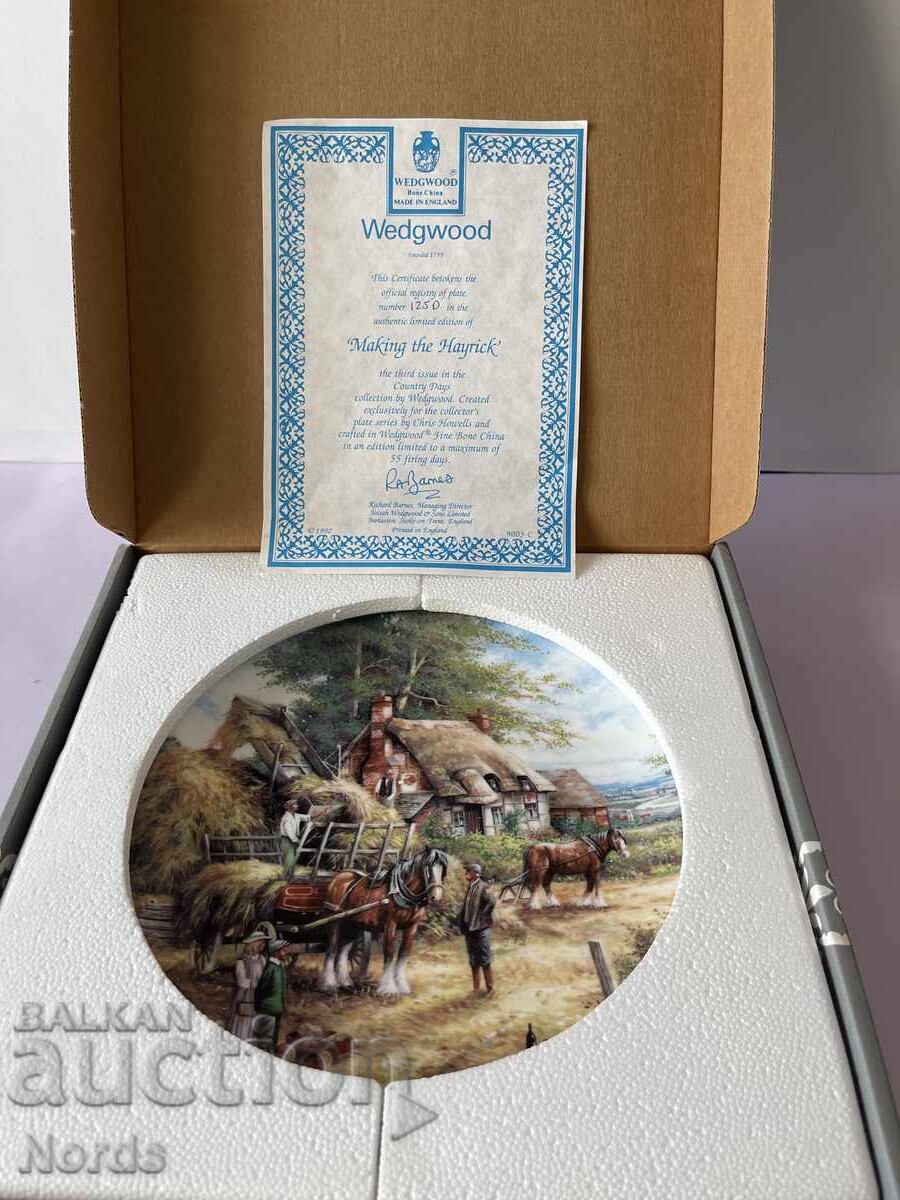 WEDGWOOD®
Bone China
MADE IN ENGLAND
Wedgwood
Founded 1759
This Certificate betokens the
official registry of plate
number 1250 in the
authentic limited edition of
'Making the Hayrick'
the third issue in the
Country Days
collection by Wedgwood. Created
exclusively for the collector's
plate series by Chris Howells and
crafted in Wedgwood® Fine Bone China
in an edition limited to a maximum of
55 firing days.
RABarnes
Richard Barnes, Managing Director
Josiah Wedgwood & Sons Limited
Barlaston, Stoke on Trent, England
© 1992 Printed in England 9003-C
BALKAN
auction
Nords